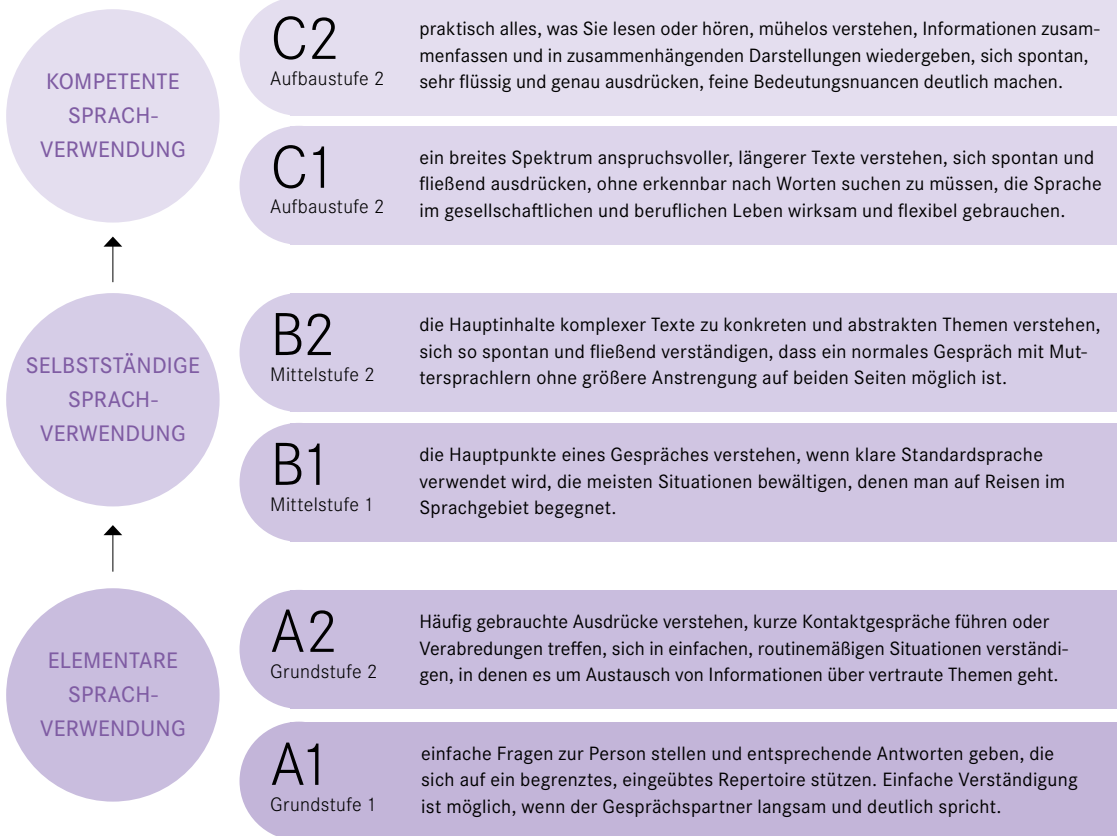 KOMPETENTE
SPRACH-
VERWENDUNG
C2
Aufbaustufe 2
praktisch alles, was Sie lesen oder hören, mühelos verstehen, Informationen zusam-
menfassen und in zusammenhängenden Darstellungen wiedergeben, sich spontan,
sehr flüssig und genau ausdrücken, feine Bedeutungsnuancen deutlich machen.
C1
Aufbaustufe 2
ein breites Spektrum anspruchsvoller, längerer Texte verstehen, sich spontan und
fließend ausdrücken, ohne erkennbar nach Worten suchen zu müssen, die Sprache
im gesellschaftlichen und beruflichen Leben wirksam und flexibel gebrauchen.
SELBSTSTÄNDIGE
SPRACH-
VERWENDUNG
B2
Mittelstufe 2
die Hauptinhalte komplexer Texte zu konkreten und abstrakten Themen verstehen,
sich so spontan und fließend verständigen, dass ein normales Gespräch mit Mut-
tersprachlern ohne größere Anstrengung auf beiden Seiten möglich ist.
B1
Mittelstufe 1
die Hauptpunkte eines Gespräches verstehen, wenn klare Standardsprache
verwendet wird, die meisten Situationen bewältigen, denen man auf Reisen im
Sprachgebiet begegnet.
ELEMENTARE
SPRACH-
VERWENDUNG
A2
Grundstufe 2
Häufig gebrauchte Ausdrücke verstehen, kurze Kontaktgespräche führen oder
Verabredungen treffen, sich in einfachen, routinemäßigen Situationen verständi-
gen, in denen es um Austausch von Informationen über vertraute Themen geht.
A1
Grundstufe 1
einfache Fragen zur Person stellen und entsprechende Antworten geben, die
sich auf ein begrenztes, eingeübtes Repertoire stützen. Einfache Verständigung
ist möglich, wenn der Gesprächspartner langsam und deutlich spricht.